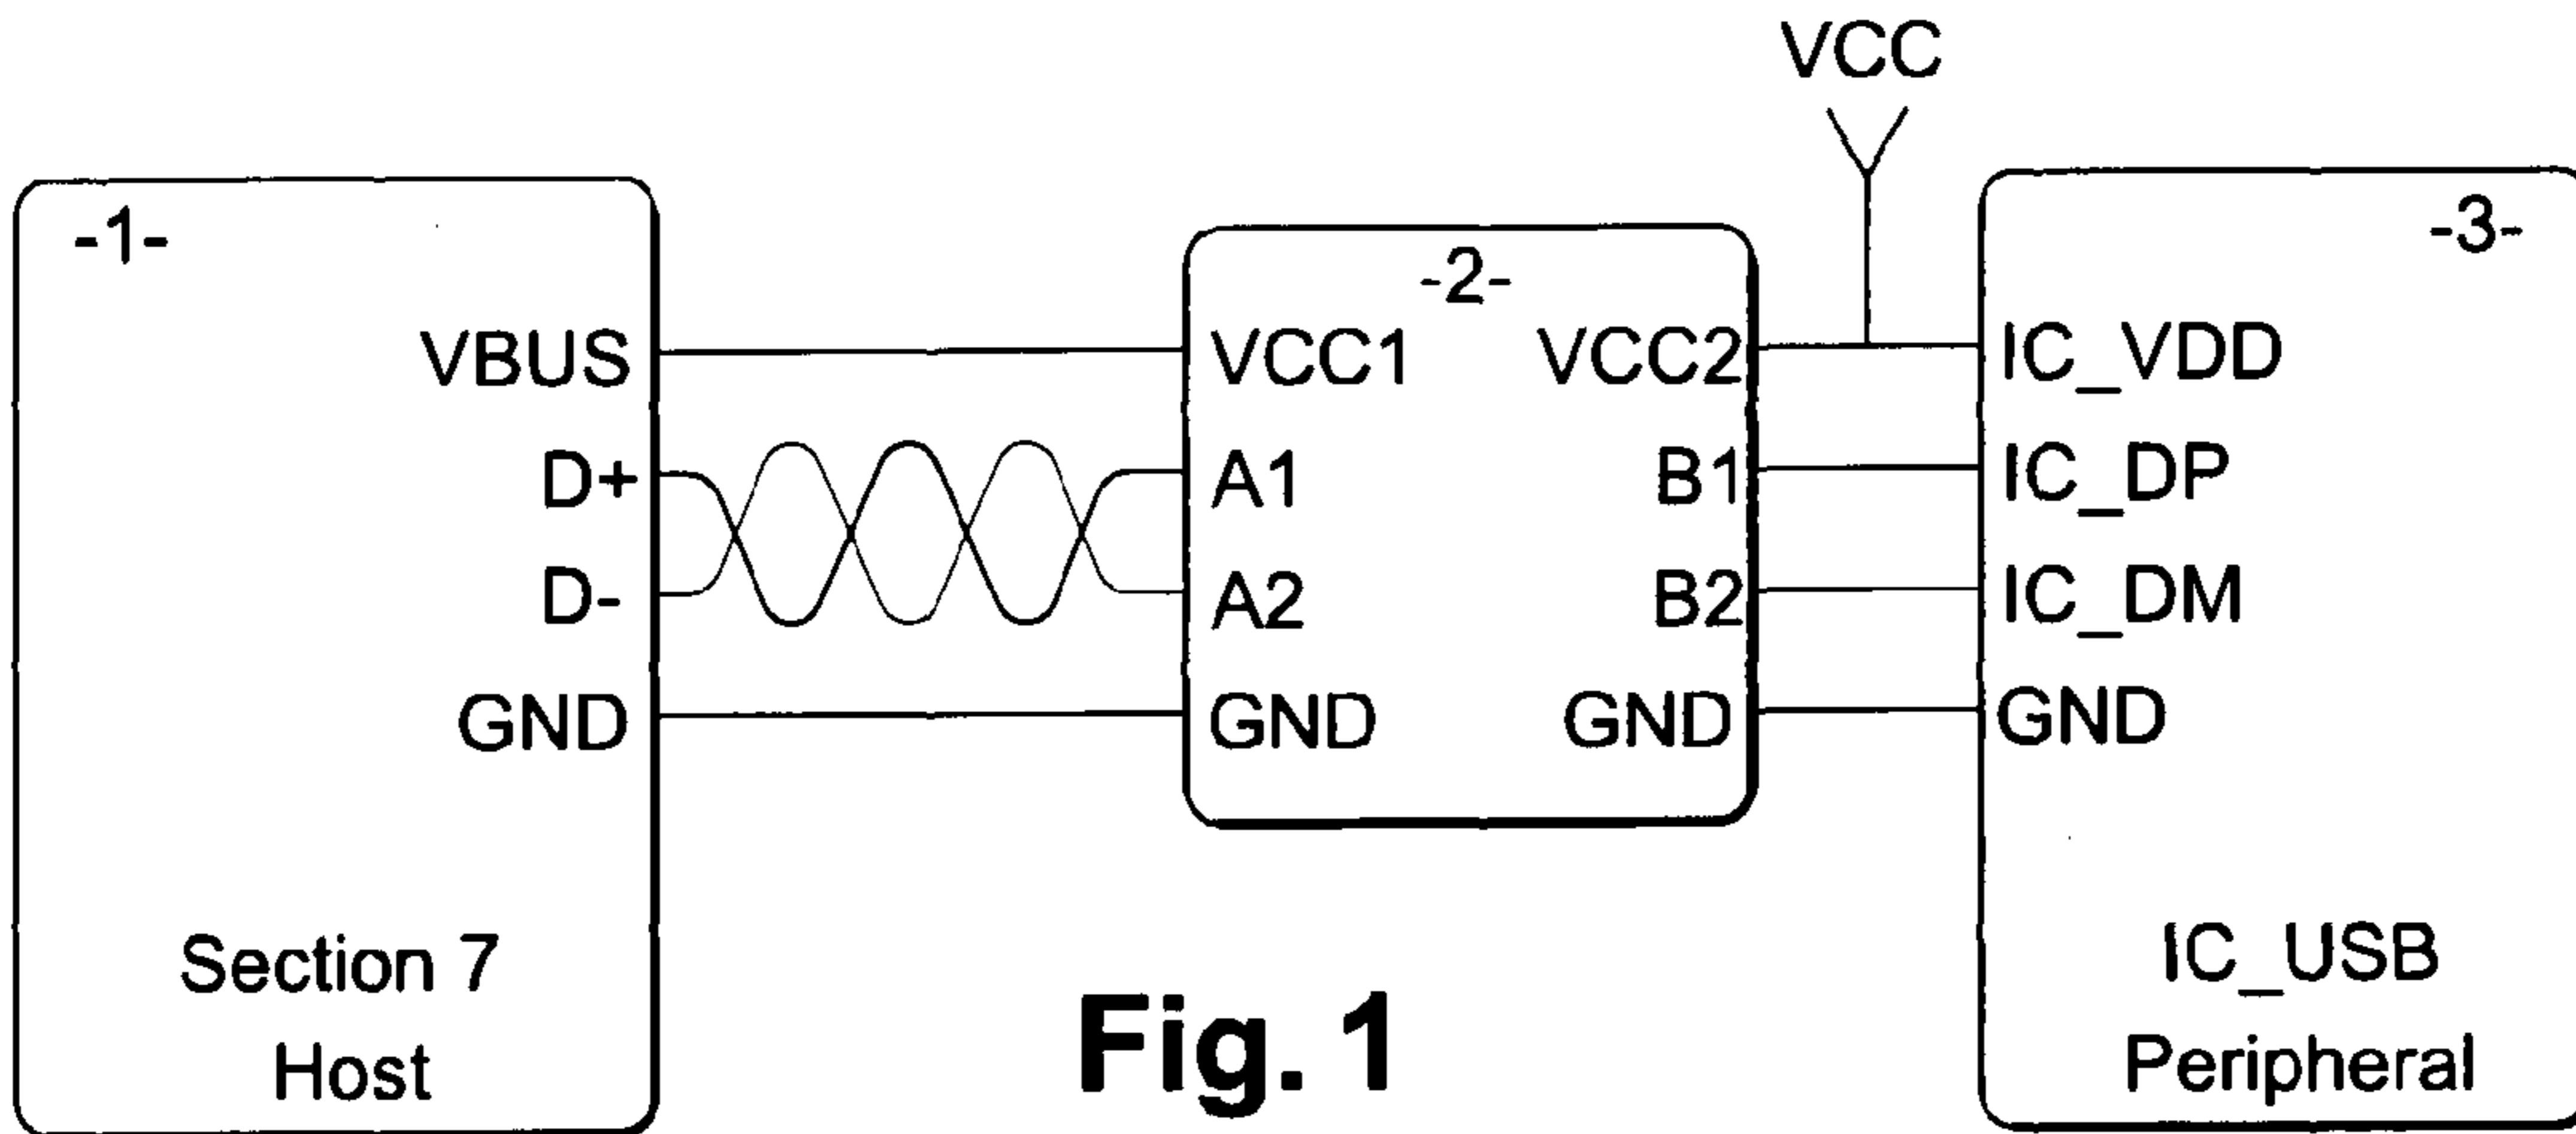 VCC
-1-
VBUS
D+
D-
GND
Section 7
Host
-2-
VCC1
A1
A2
GND
VCC2
B1
B2
GND
-3-
IC_VDD
IC_DP
IC_DM
GND
IC_USB
Peripheral
Fig. 1